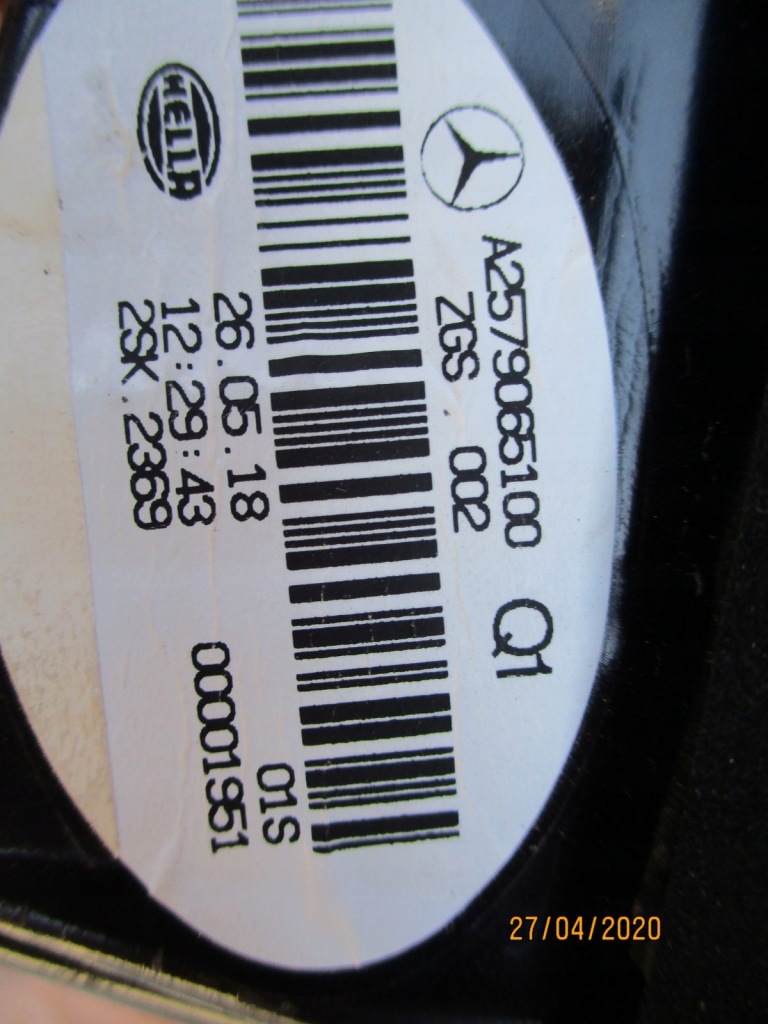 A2579065100 Q1
ZGS 002
HELLA
26.05.18
12:29:43
2SK.2369
01S
00001951
27/04/2020